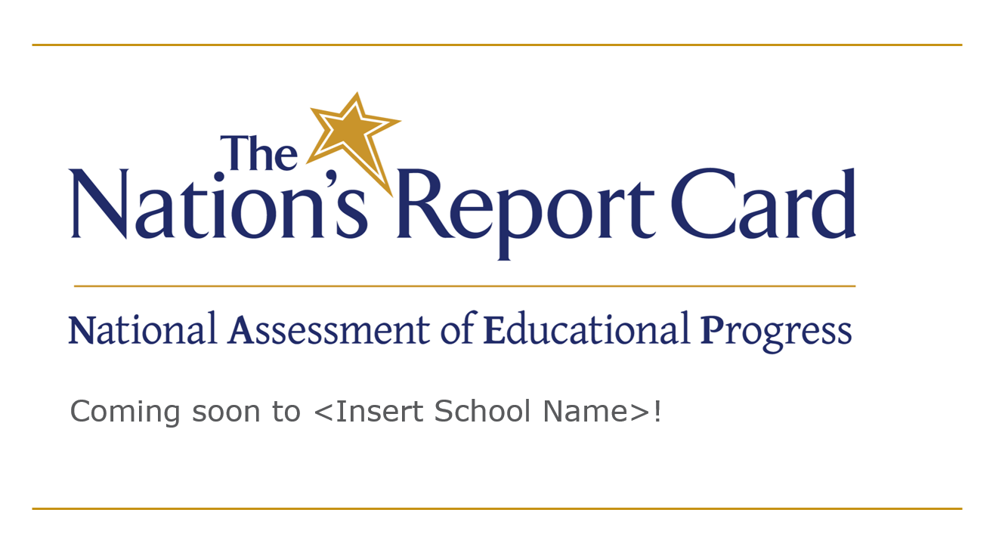 The
Nation's Report Card
National Assessment of Educational Progress
Coming soon to <Insert School Name>!